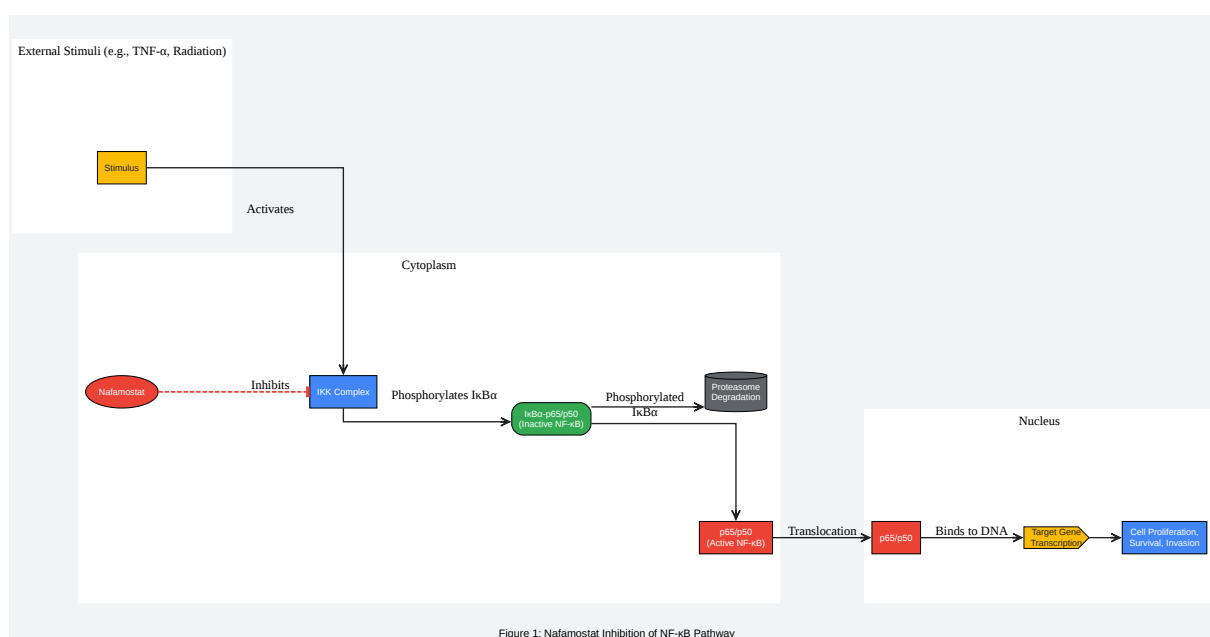 External Stimuli (e.g., TNF-α, Radiation)
Stimulus
Activates
Cytoplasm
Nafamostat
Inhibits
IKK Complex
Phosphorylates IκBα
IκBα-p65/p50
(Inactive NF-κB)
Phosphorylated
IκBα
Proteasome
Degradation
Nucleus
p65/p50
(Active NF-κB)
Translocation
p65/p50
Binds to DNA
Target Gene
Transcription
Cell Proliferation,
Survival, Invasion
Figure 1: Nafamostat Inhibition of NF-κB Pathway